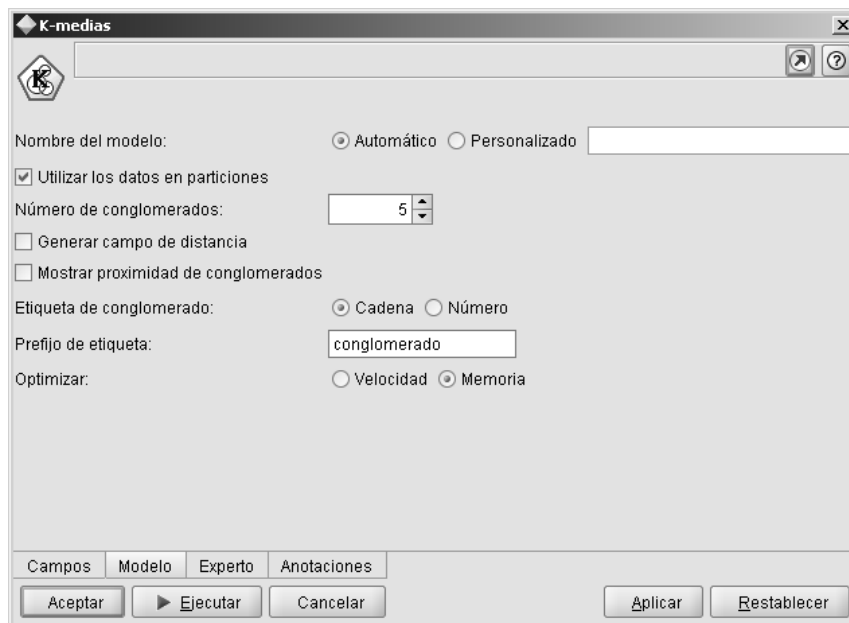 K-medias
Nombre del modelo: Automático Personalizado
Utilizar los datos en particiones
Número de conglomerados: 5
Generar campo de distancia
Mostrar proximidad de conglomerados
Etiqueta de conglomerado: Cadena Número
Prefijo de etiqueta: conglomerado
Optimizar: Velocidad Memoria
Campos Modelo Experto Anotaciones
Aceptar Ejecutar Cancelar Aplicar Restablecer